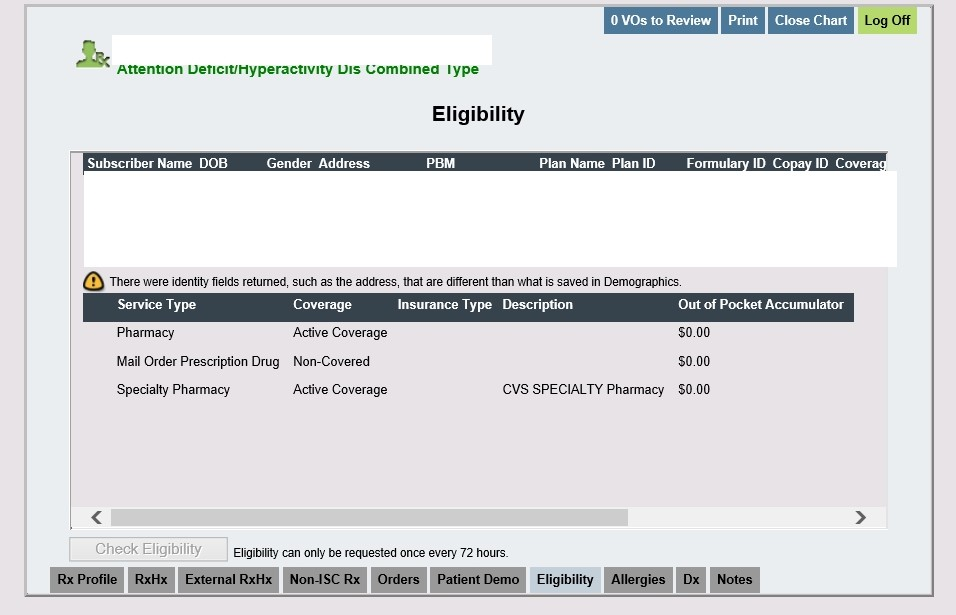 0 VOs to Review Print Close Chart Log Off
Attention Deficit/Hyperactivity Dis Combined Type
Eligibility
Subscriber Name DOB Gender Address PBM Plan Name Plan ID Formulary ID Copay ID Coverag
There were identity fields returned, such as the address, that are different than what is saved in Demographics.
Service Type Coverage Insurance Type Description Out of Pocket Accumulator
Pharmacy Active Coverage $0.00
Mail Order Prescription Drug Non-Covered $0.00
Specialty Pharmacy Active Coverage CVS SPECIALTY Pharmacy $0.00
Check Eligibility Eligibility can only be requested once every 72 hours.
Rx Profile RxHx External RxHx Non-ISC Rx Orders Patient Demo Eligibility Allergies Dx Notes